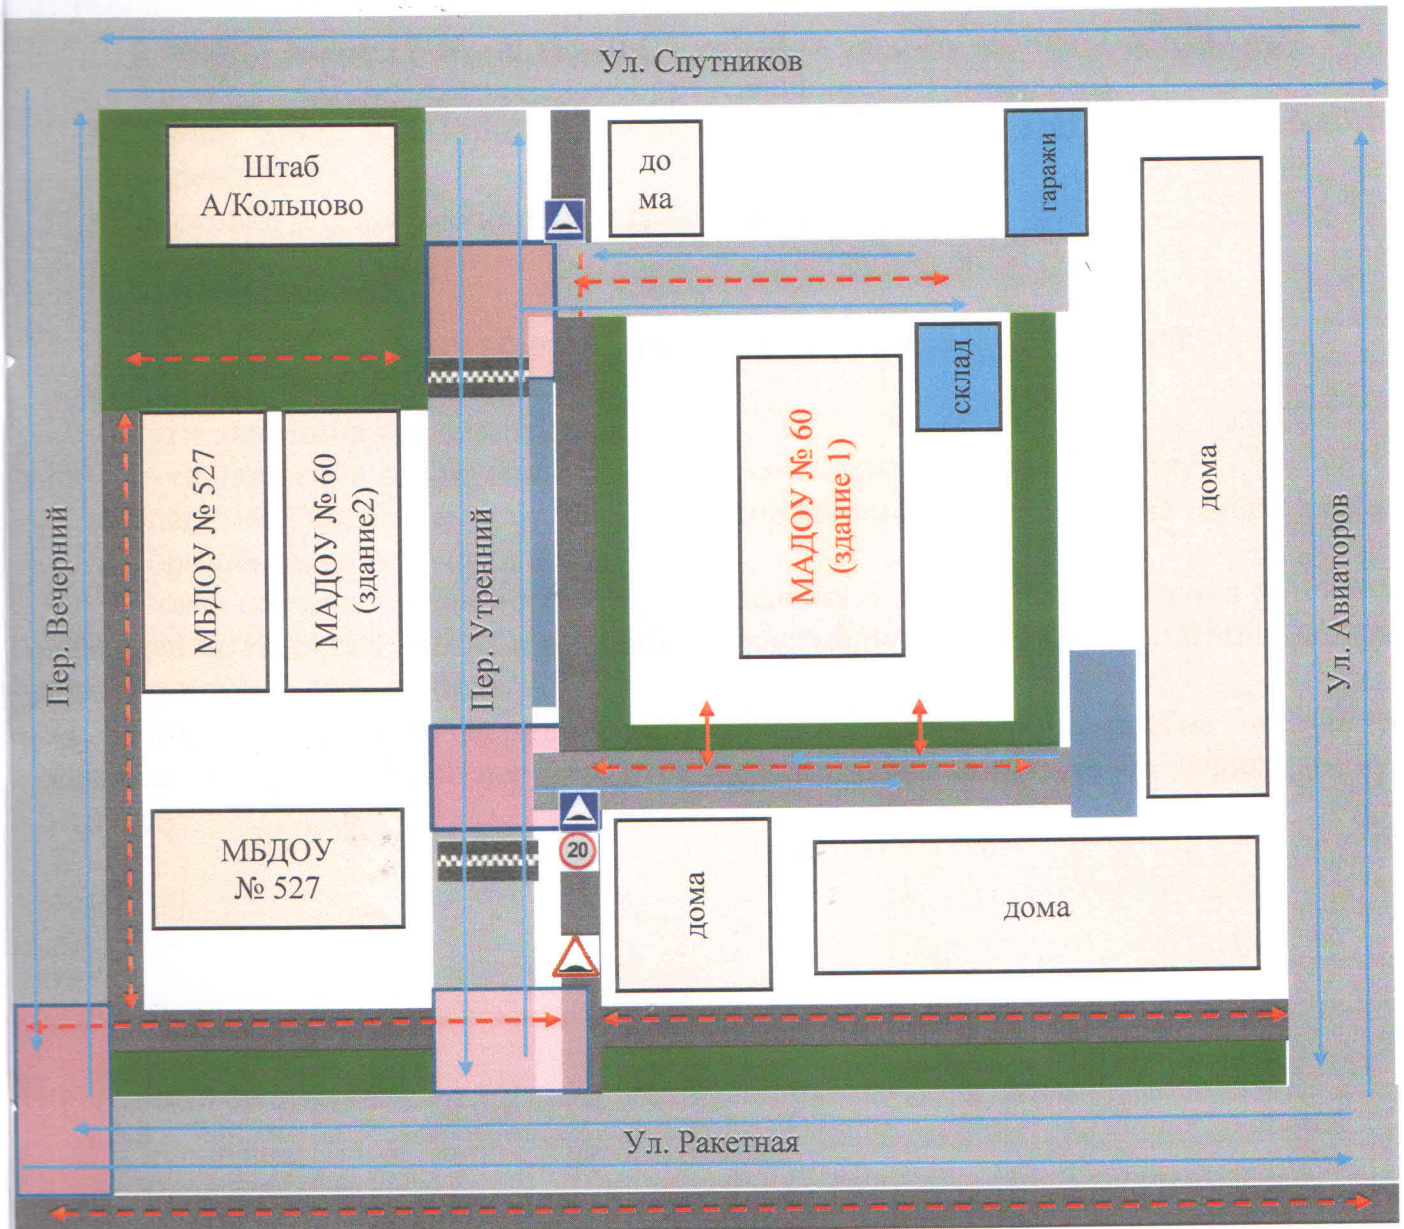 Ул. Спутников
Штаб
А/Кольцово
до
ма
гаражи
склад
МАДОУ № 60
(здание 1)
дома
МБДОУ № 527
МАДОУ № 60
(здание2)
Пер. Вечерний
Пер. Утренний
Ул. Авиаторов
МБДОУ
№ 527
20
дома
дома
Ул. Ракетная